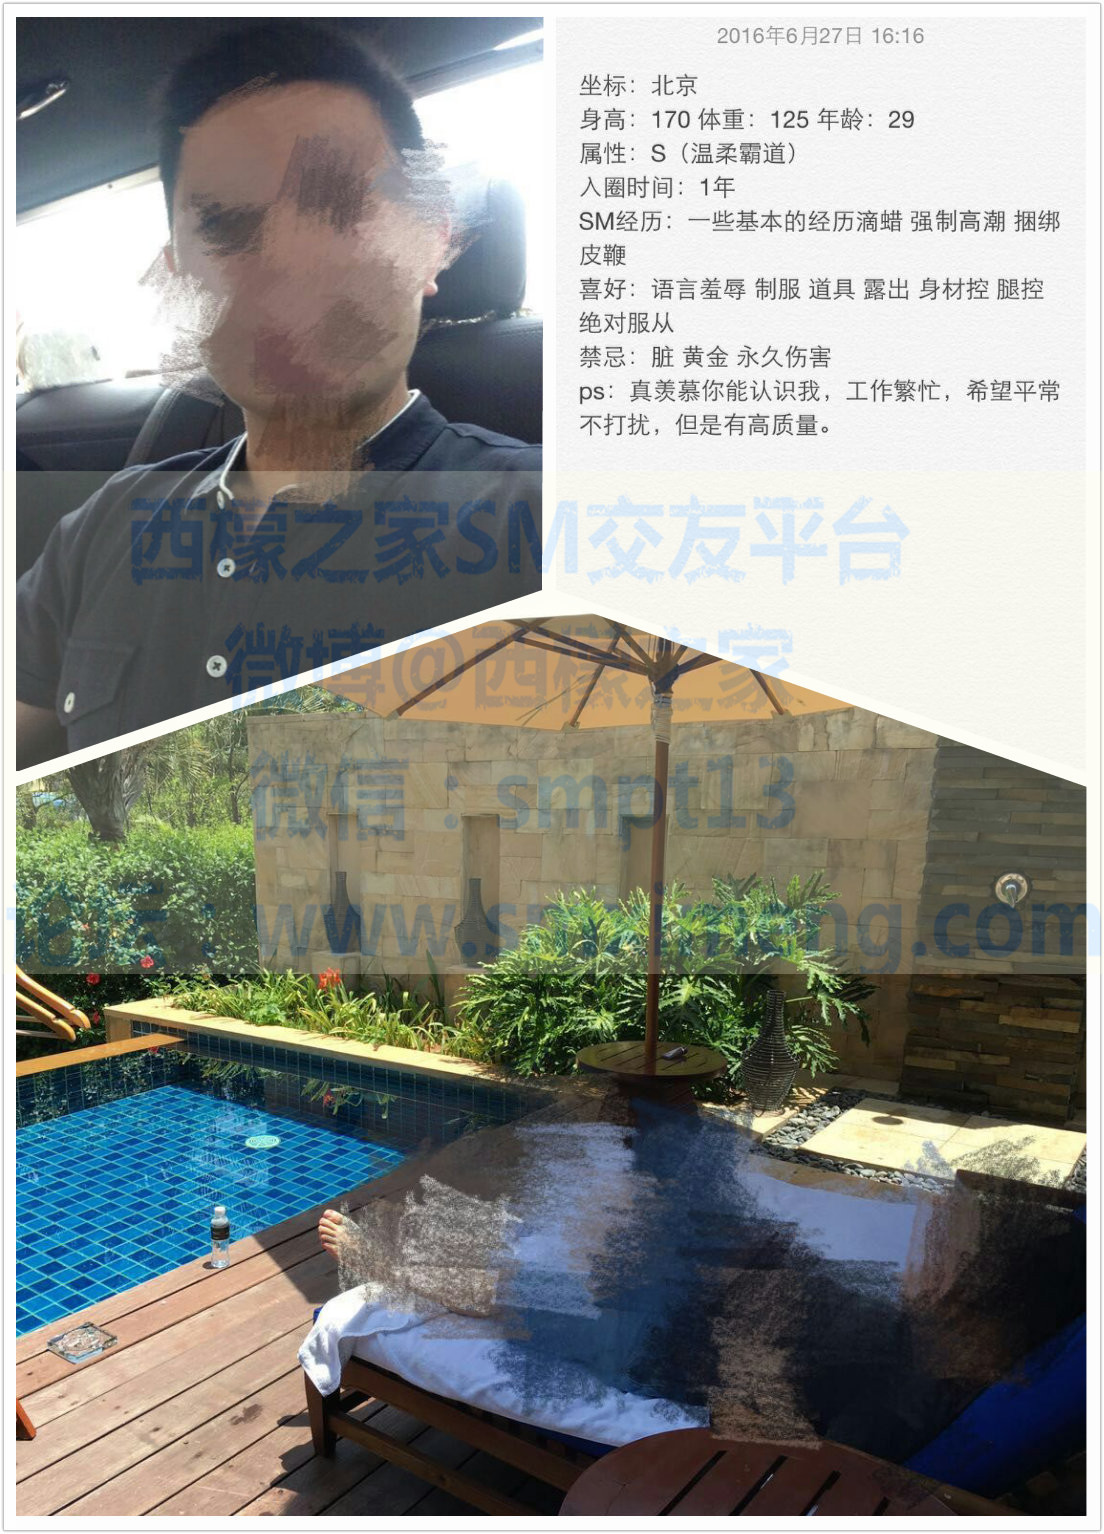 2016年6月27日 16:16
坐标：北京
身高：170 体重：125 年龄：29
属性：S（温柔霸道）
入圈时间：1年
SM经历：一些基本的经历滴蜡 强制高潮 捆绑
皮鞭
喜好：语言羞辱 制服 道具 露出 身材控 腿控
绝对服从
禁忌：脏 黄金 永久伤害
ps：真羡慕你能认识我，工作繁忙，希望平常
不打扰，但是有高质量。
西檬之家SM交友平台
微博@西檬之家
微信：smpt13